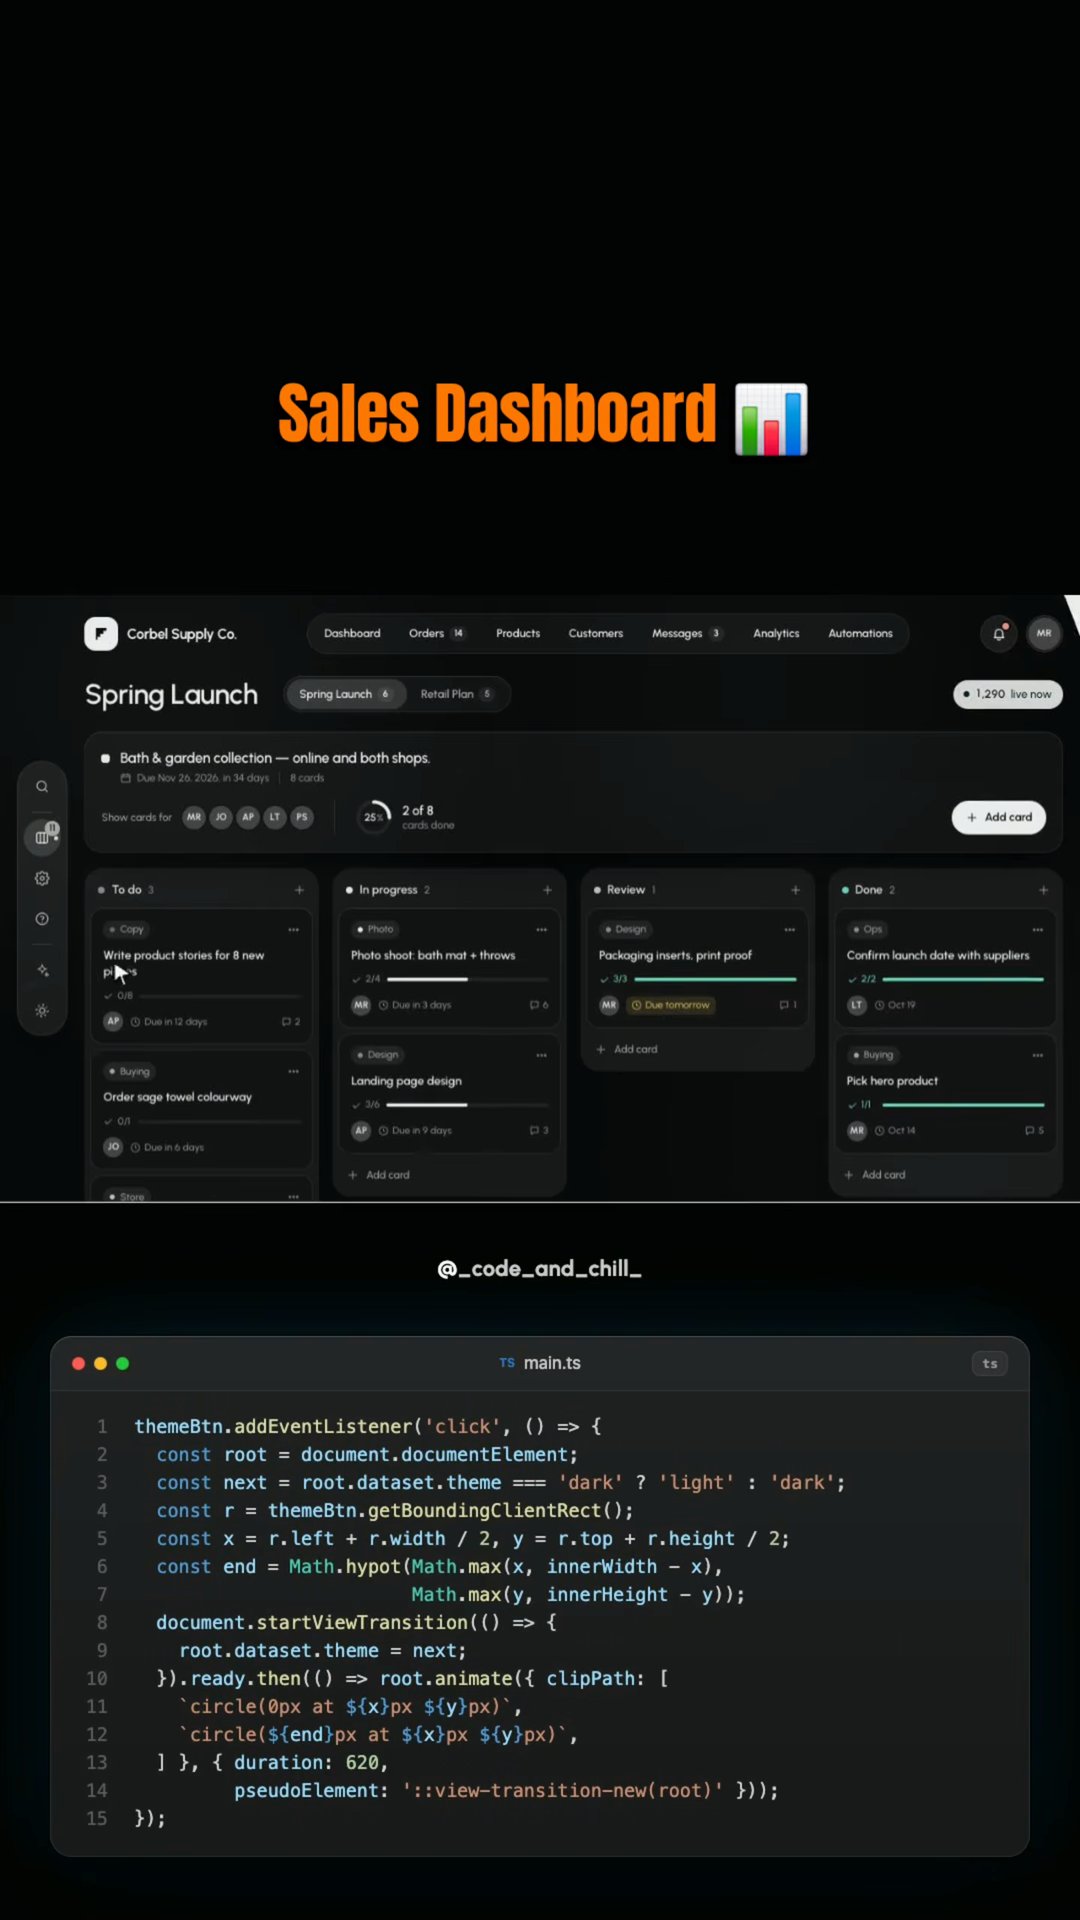 Sales Dashboard 📊
Corbel Supply Co.
Dashboard Orders 14 Products Customers Messages 3 Analytics Automations
MR
Spring Launch
Spring Launch 6 Retail Plan 5
1,290 live now
Bath & garden collection — online and both shops.
Due Nov 26, 2026, in 34 days 8 cards
Show cards for MR JO AP LT PS
25%
2 of 8
cards done
+ Add card
To do 3
Copy
Write product stories for 8 new
0/8
AP Due in 12 days 2
Buying
Order sage towel colourway
0/1
JO Due in 6 days
Store
In progress 2
Photo
Photo shoot: bath mat + throws
2/4
MR Due in 3 days 6
Design
Landing page design
3/6
AP Due in 9 days 3
+ Add card
Review 1
Design
Packaging inserts, print proof
3/3
MR Due tomorrow 1
+ Add card
Done 2
Ops
Confirm launch date with suppliers
2/2
LT Oct 19
Buying
Pick hero product
1/1
MR Oct 14 5
+ Add card
@_code_and_chill_
TS main.ts
ts
1 themeBtn.addEventListener('click', () => {
2 const root = document.documentElement;
3 const next = root.dataset.theme === 'dark' ? 'light' : 'dark';
4 const r = themeBtn.getBoundingClientRect();
5 const x = r.left + r.width / 2, y = r.top + r.height / 2;
6 const end = Math.hypot(Math.max(x, innerWidth - x),
7 Math.max(y, innerHeight - y));
8 document.startViewTransition(() => {
9 root.dataset.theme = next;
10 }).ready.then(() => root.animate({ clipPath: [
11 `circle(0px at ${x}px ${y}px)`,
12 `circle(${end}px at ${x}px ${y}px)`,
13 ] }, { duration: 620,
14 pseudoElement: '::view-transition-new(root)' }));
15 });